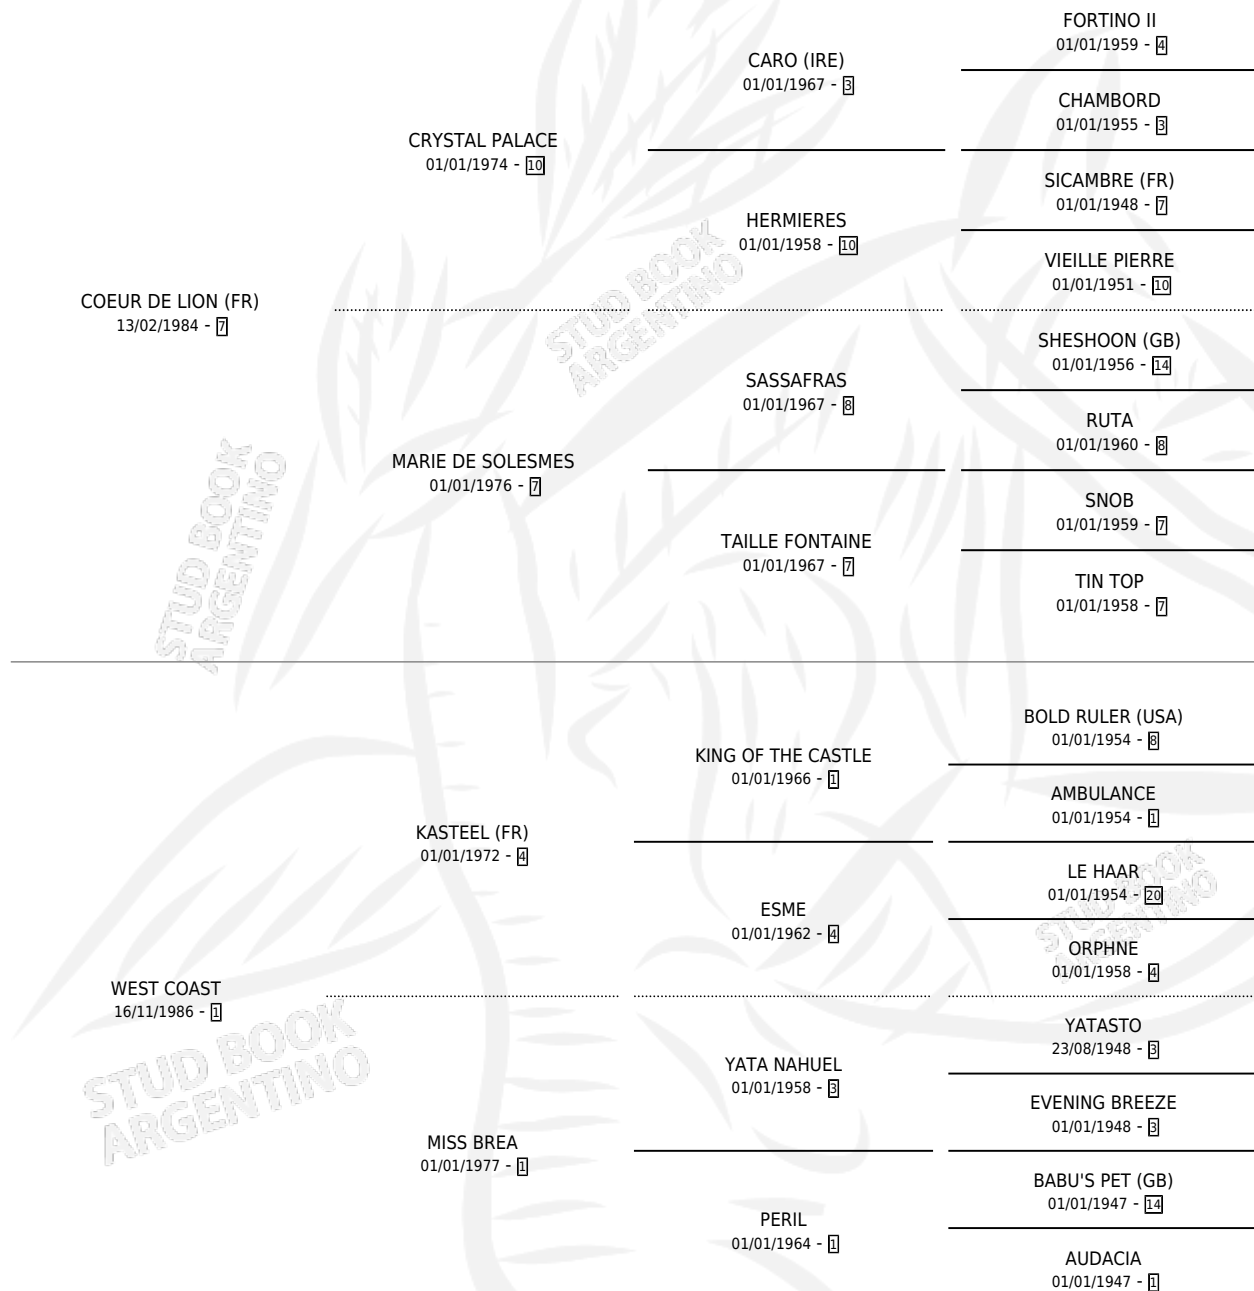 FORTINO II
01/01/1959 - 4
CARO (IRE)
01/01/1967 - 3
CHAMBORD
01/01/1955 - 3
CRYSTAL PALACE
01/01/1974 - 10
SICAMBRE (FR)
01/01/1948 - 7
HERMIERES
01/01/1958 - 10
VIEILLE PIERRE
01/01/1951 - 10
COEUR DE LION (FR)
13/02/1984 - 7
SHESHOON (GB)
01/01/1956 - 14
SASSAFRAS
01/01/1967 - 8
RUTA
01/01/1960 - 8
MARIE DE SOLESMES
01/01/1976 - 7
SNOB
01/01/1959 - 7
TAILLE FONTAINE
01/01/1967 - 7
TIN TOP
01/01/1958 - 7
BOLD RULER (USA)
01/01/1954 - 8
KING OF THE CASTLE
01/01/1966 - 1
AMBULANCE
01/01/1954 - 1
KASTEEL (FR)
01/01/1972 - 4
LE HAAR
01/01/1954 - 20
ESME
01/01/1962 - 4
ORPHNE
01/01/1958 - 4
WEST COAST
16/11/1986 - 1
YATASTO
23/08/1948 - 3
YATA NAHUEL
01/01/1958 - 3
EVENING BREEZE
01/01/1948 - 3
MISS BREA
01/01/1977 - 1
BABU'S PET (GB)
01/01/1947 - 14
PERIL
01/01/1964 - 1
AUDACIA
01/01/1947 - 1
STUD BOOK
ARGENTINO
STUD BOOK
ARGENTINO
STUD BOOK
ARGENTINO
STUD BOOK
ARGENTINO